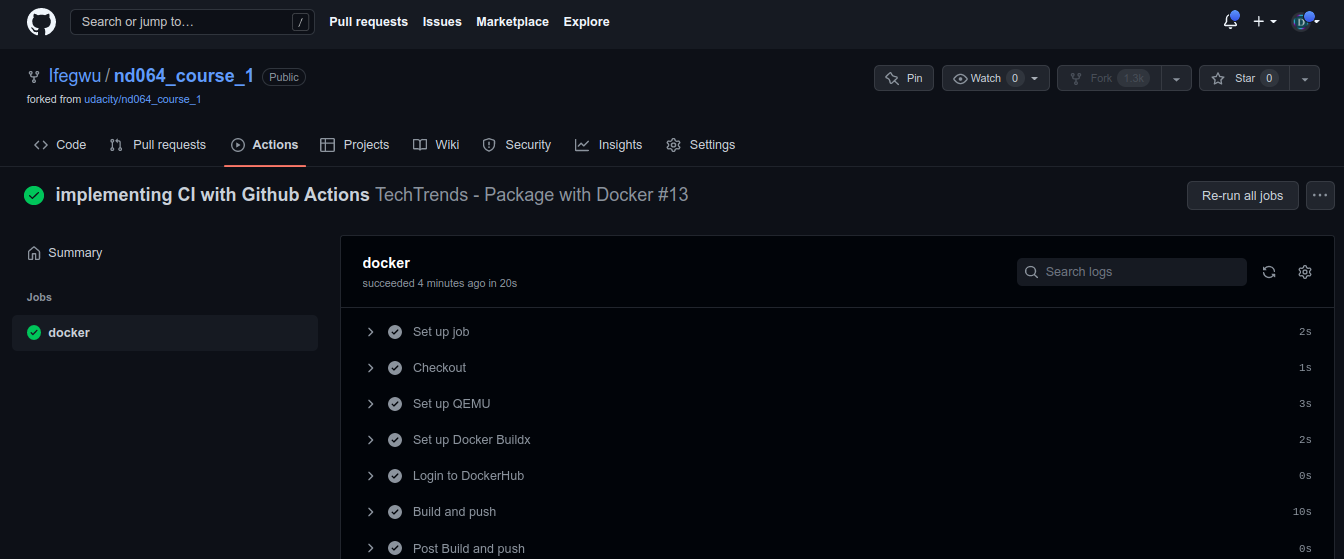 Search or jump to… / Pull requests Issues Marketplace Explore
Ifegwu / nd064_course_1 Public Pin Watch 0 Fork 1.3k Star 0
forked from udacity/nd064_course_1
Code Pull requests Actions Projects Wiki Security Insights Settings
implementing CI with Github Actions TechTrends - Package with Docker #13 Re-run all jobs ...
Summary
Jobs
docker
docker
succeeded 4 minutes ago in 20s
Search logs
Set up job 2s
Checkout 1s
Set up QEMU 3s
Set up Docker Buildx 2s
Login to DockerHub 0s
Build and push 10s
Post Build and push 0s